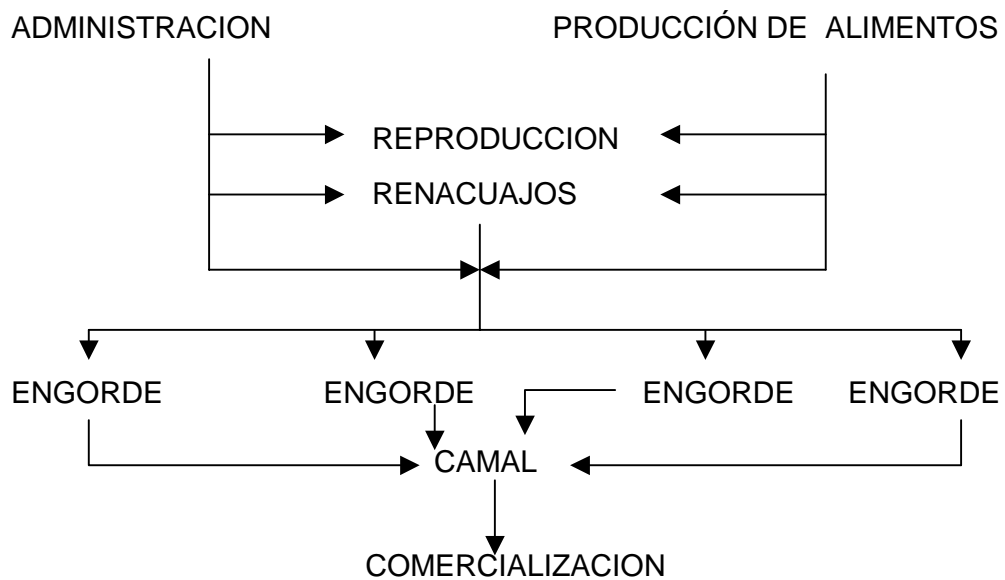 ADMINISTRACION PRODUCCIÓN DE ALIMENTOS
REPRODUCCION
RENACUAJOS
ENGORDE ENGORDE ENGORDE ENGORDE
CAMAL
COMERCIALIZACION